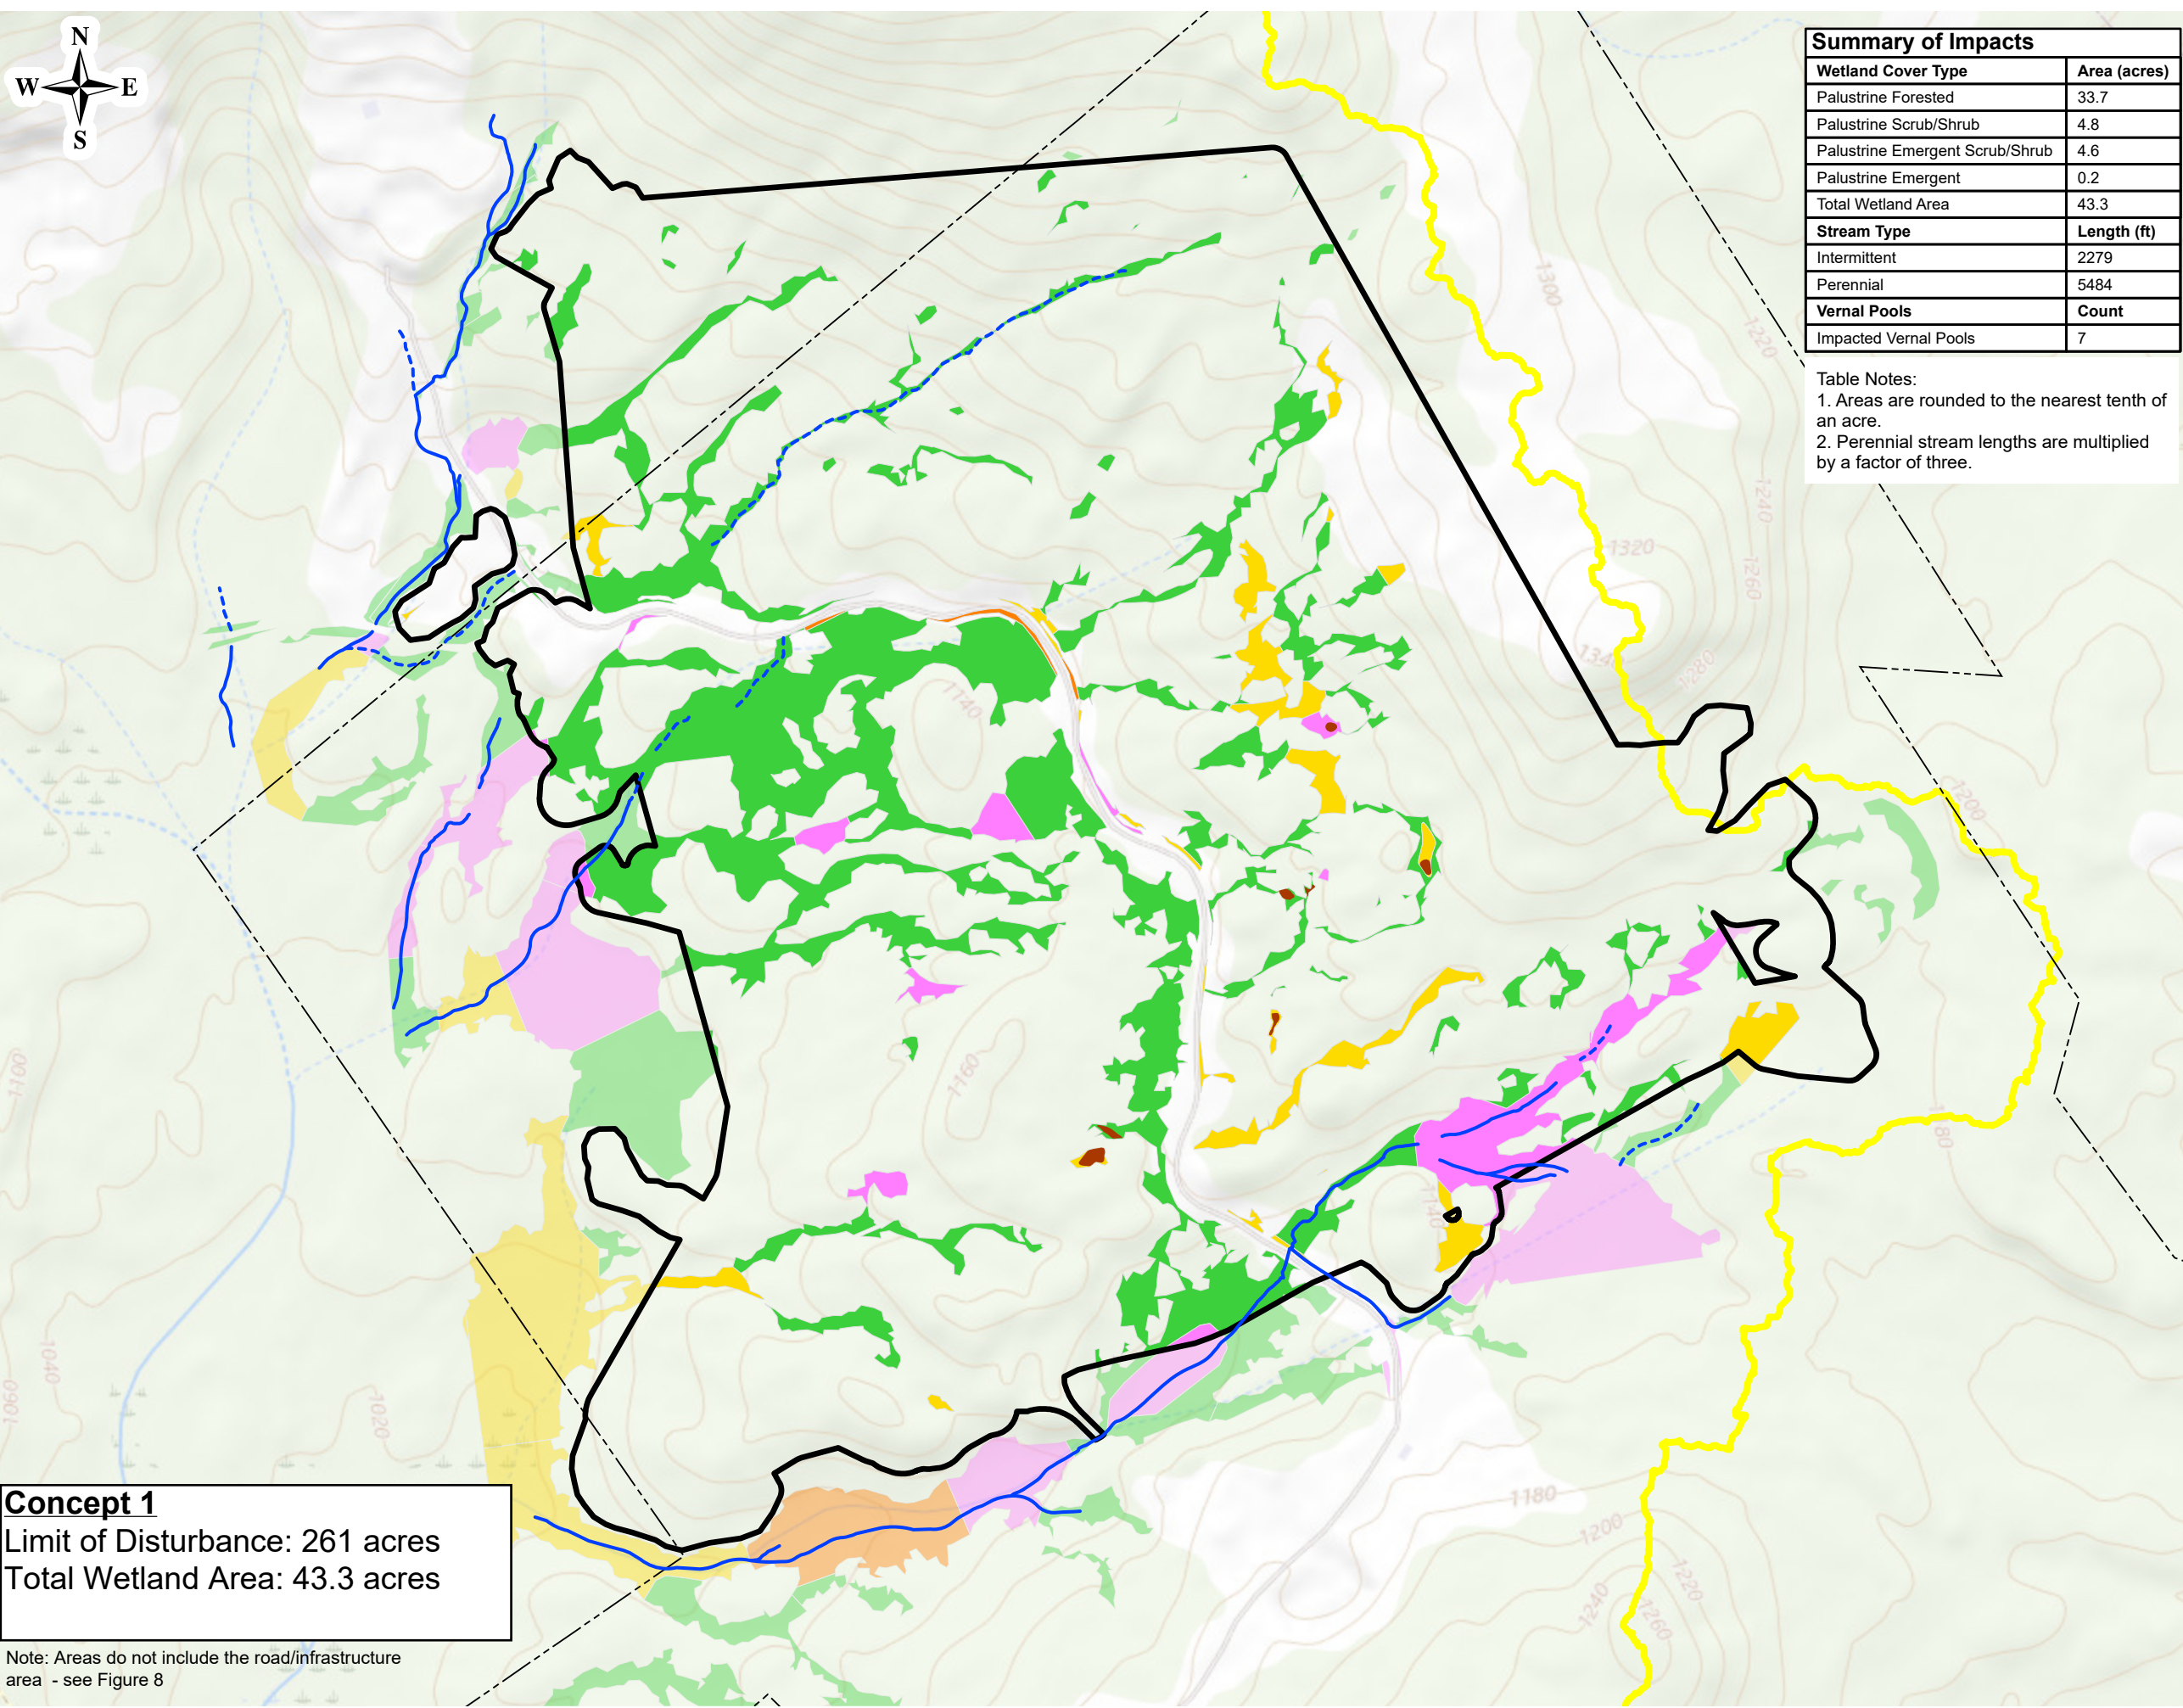 N
W E
S
Summary of Impacts
Wetland Cover Type Area (acres)
Palustrine Forested 33.7
Palustrine Scrub/Shrub 4.8
Palustrine Emergent Scrub/Shrub 4.6
Palustrine Emergent 0.2
Total Wetland Area 43.3
Stream Type Length (ft)
Intermittent 2279
Perennial 5484
Vernal Pools Count
Impacted Vernal Pools 7
Table Notes:
1. Areas are rounded to the nearest tenth of
an acre.
2. Perennial stream lengths are multiplied
by a factor of three.
1300
1220
1240
1320
1260
1340
1280
1140
1200
1160
1100
180
1140
1040
1060
1020
1180
1200
1220
1240
1260
Concept 1
Limit of Disturbance: 261 acres
Total Wetland Area: 43.3 acres
Note: Areas do not include the road/infrastructure
area - see Figure 8